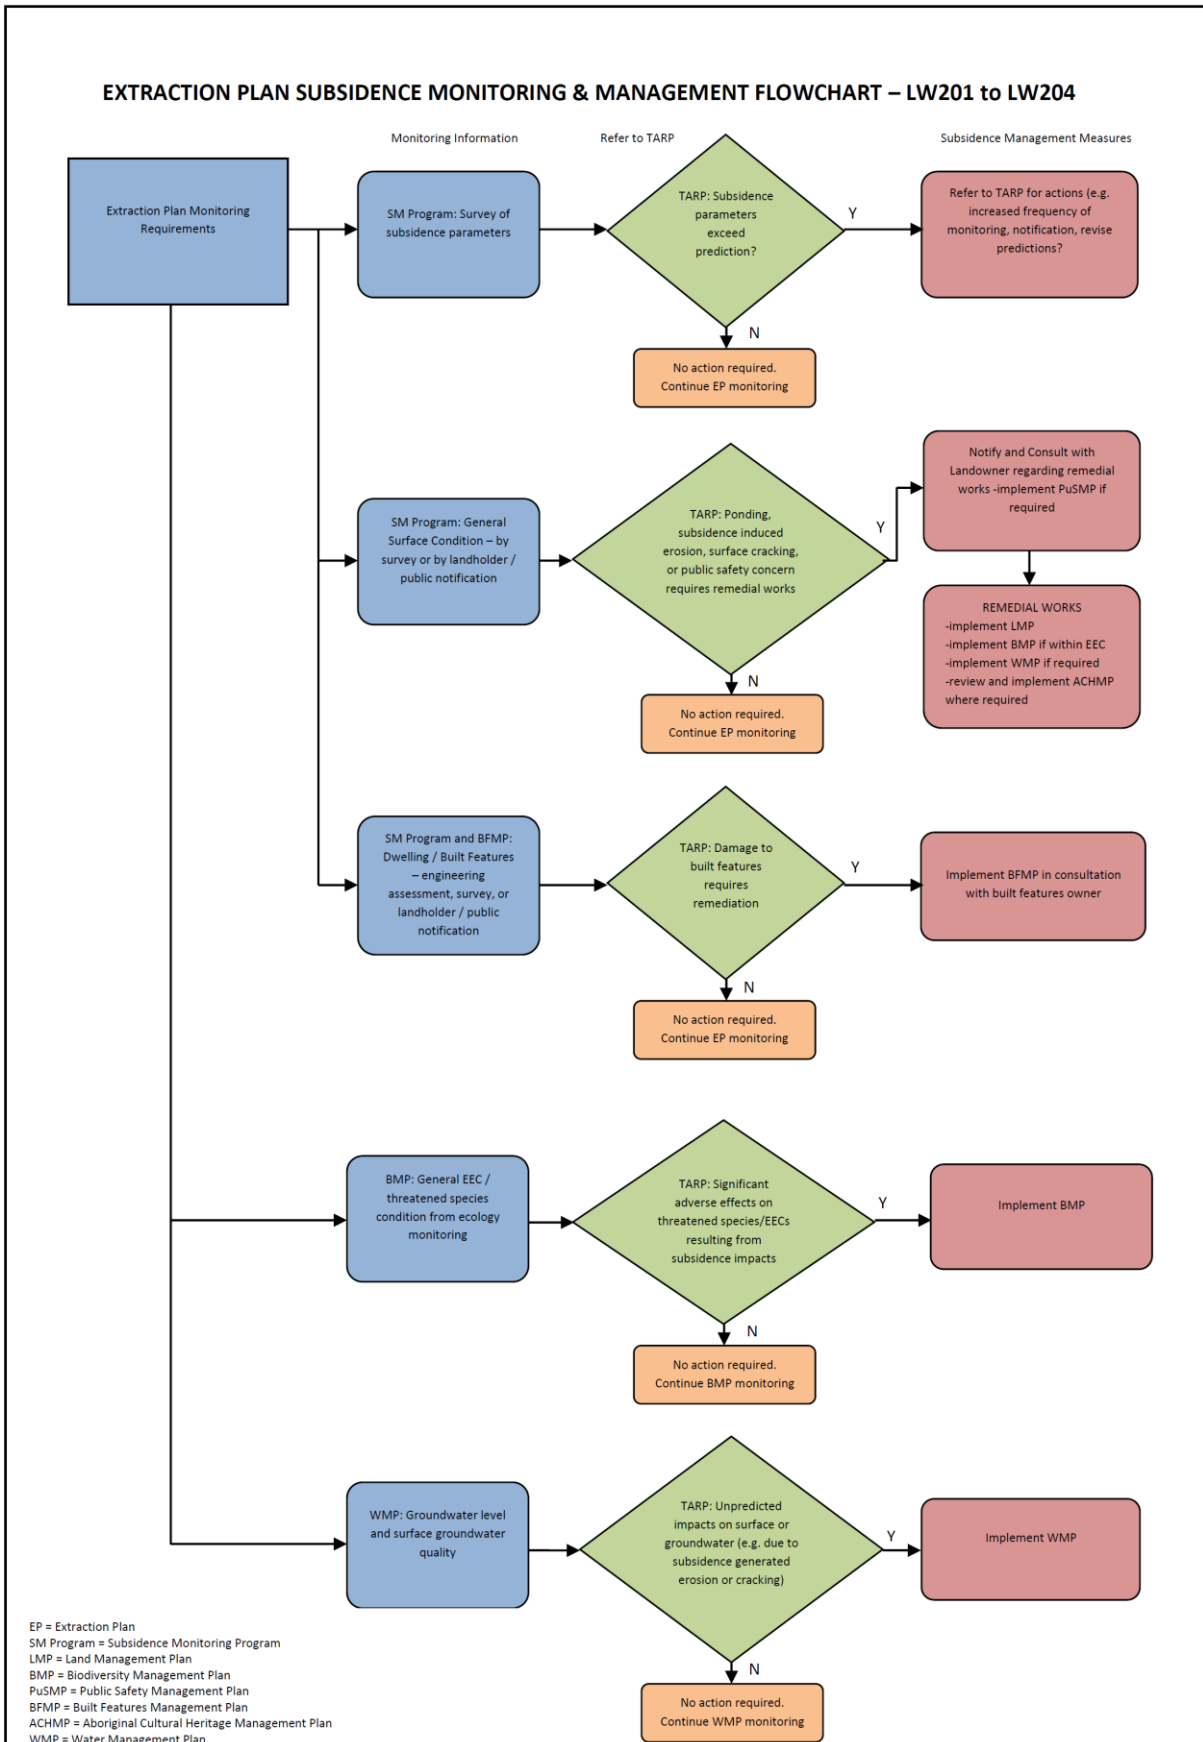 EXTRACTION PLAN SUBSIDENCE MONITORING & MANAGEMENT FLOWCHART – LW201 to LW204
Monitoring Information
Refer to TARP
Subsidence Management Measures
Extraction Plan Monitoring
Requirements
SM Program: Survey of
subsidence parameters
TARP: Subsidence
parameters
exceed
prediction?
Y
Refer to TARP for actions (e.g.
increased frequency of
monitoring, notification, revise
predictions?
N
No action required.
Continue EP monitoring
SM Program: General
Surface Condition – by
survey or by landholder /
public notification
TARP: Ponding,
subsidence induced
erosion, surface cracking,
or public safety concern
requires remedial works
Y
Notify and Consult with
Landowner regarding remedial
works -implement PuSMP if
required
REMEDIAL WORKS
-implement LMP
-implement BMP if within EEC
-implement WMP if required
-review and implement ACHMP
where required
N
No action required.
Continue EP monitoring
SM Program and BFMP:
Dwelling / Built Features
– engineering
assessment, survey, or
landholder / public
notification
TARP: Damage to
built features
requires
remediation
Y
Implement BFMP in consultation
with built features owner
N
No action required.
Continue EP monitoring
BMP: General EEC /
threatened species
condition from ecology
monitoring
TARP: Significant
adverse effects on
threatened species/EECs
resulting from
subsidence impacts
Y
Implement BMP
N
No action required.
Continue BMP monitoring
WMP: Groundwater level
and surface groundwater
quality
TARP: Unpredicted
impacts on surface or
groundwater (e.g. due to
subsidence generated
erosion or cracking)
Y
Implement WMP
N
No action required.
Continue WMP monitoring
EP = Extraction Plan
SM Program = Subsidence Monitoring Program
LMP = Land Management Plan
BMP = Biodiversity Management Plan
PuSMP = Public Safety Management Plan
BFMP = Built Features Management Plan
ACHMP = Aboriginal Cultural Heritage Management Plan
WMP = Water Management Plan